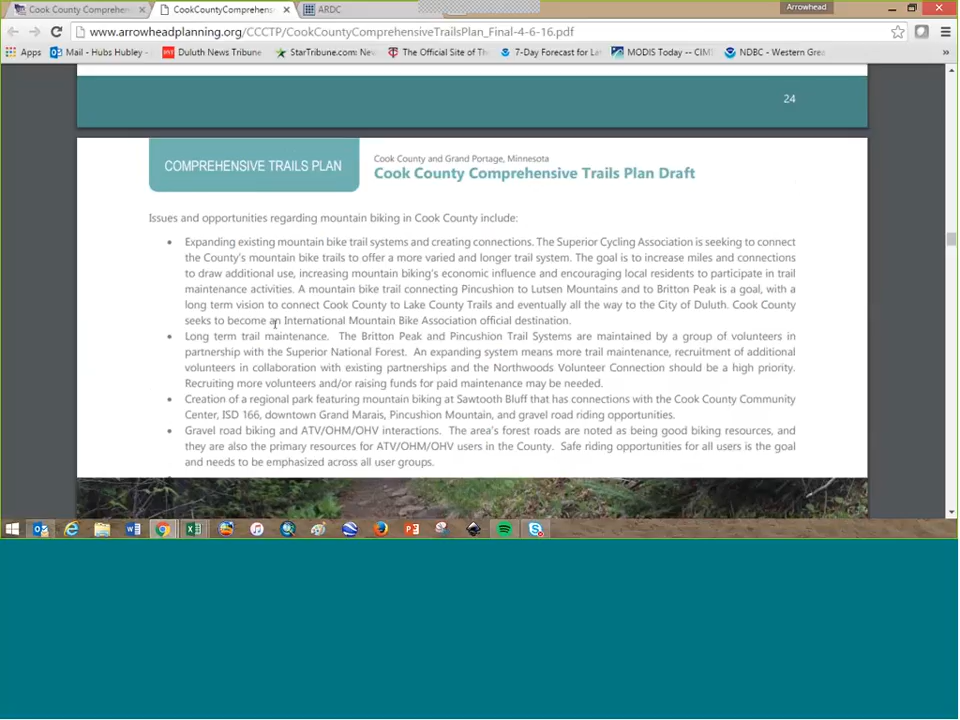 Cook County Comprehen
CookCountyComprehens
ARDC
Arrowhead
www.arrowheadplanning.org/CCCTP/CookCountyComprehensiveTrailsPlan_Final-4-6-16.pdf
Apps Mail - Hubs Hubley - Duluth News Tribune StarTribune.com: New The Official Site of Th 7-Day Forecast for La MODIS Today -- CIMS NDBC - Western Grea »
24
COMPREHENSIVE TRAILS PLAN
Cook County and Grand Portage, Minnesota
Cook County Comprehensive Trails Plan Draft
Issues and opportunities regarding mountain biking in Cook County include:
• Expanding existing mountain bike trail systems and creating connections. The Superior Cycling Association is seeking to connect
the County's mountain bike trails to offer a more varied and longer trail system. The goal is to increase miles and connections
to draw additional use, increasing mountain biking's economic influence and encouraging local residents to participate in trail
maintenance activities. A mountain bike trail connecting Pincushion to Lutsen Mountains and to Britton Peak is a goal, with a
long term vision to connect Cook County to Lake County Trails and eventually all the way to the City of Duluth. Cook County
seeks to become an International Mountain Bike Association official destination.
• Long term trail maintenance. The Britton Peak and Pincushion Trail Systems are maintained by a group of volunteers in
partnership with the Superior National Forest. An expanding system means more trail maintenance, recruitment of additional
volunteers in collaboration with existing partnerships and the Northwoods Volunteer Connection should be a high priority.
Recruiting more volunteers and/or raising funds for paid maintenance may be needed.
• Creation of a regional park featuring mountain biking at Sawtooth Bluff that has connections with the Cook County Community
Center, ISD 166, downtown Grand Marais, Pincushion Mountain, and gravel road riding opportunities.
• Gravel road biking and ATV/OHM/OHV interactions. The area's forest roads are noted as being good biking resources, and
they are also the primary resources for ATV/OHM/OHV users in the County. Safe riding opportunities for all users is the goal
and needs to be emphasized across all user groups.